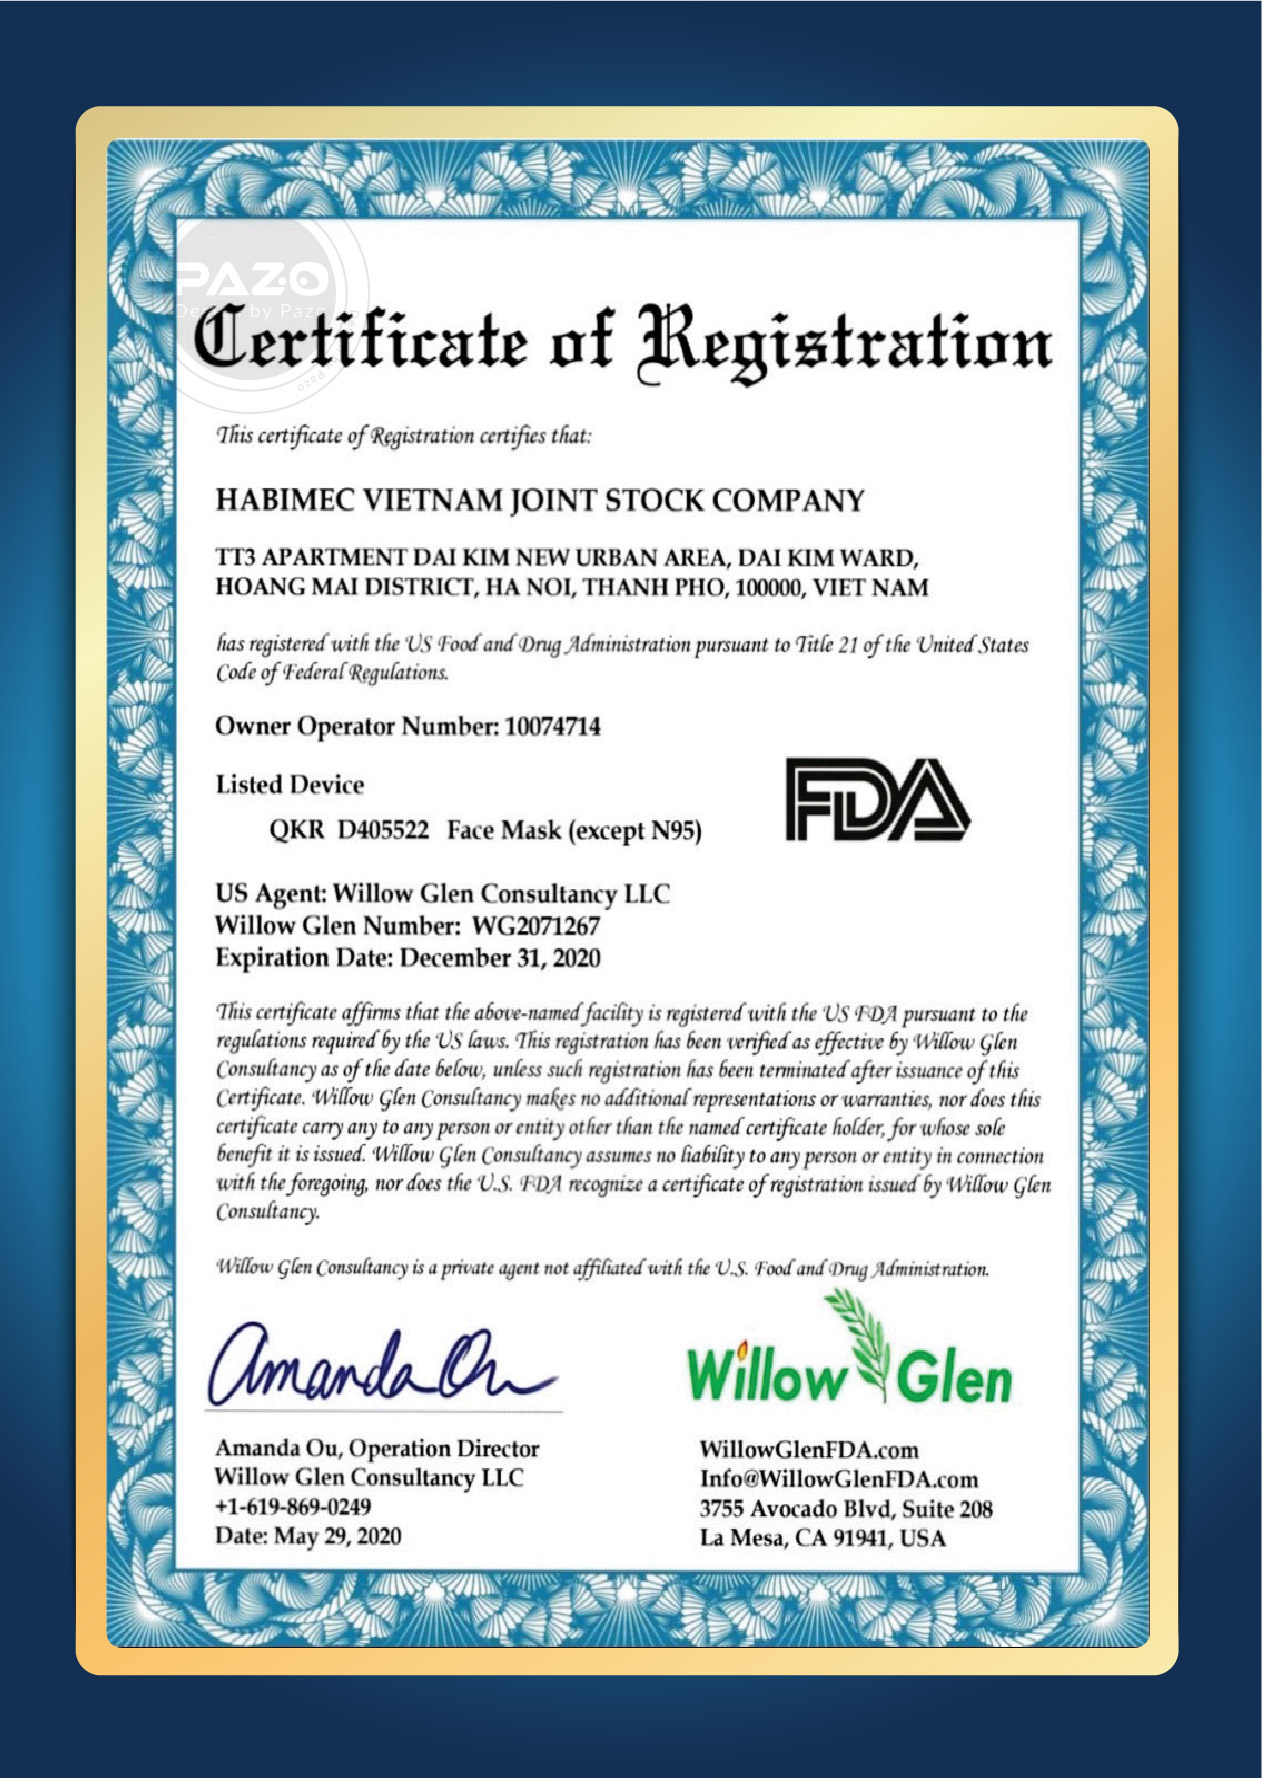 PAZO
Design by Pazo
Pazo
Certificate of Registration
This certificate of Registration certifies that:
HABIMEC VIETNAM JOINT STOCK COMPANY
TT3 APARTMENT DAI KIM NEW URBAN AREA, DAI KIM WARD,
HOANG MAI DISTRICT, HA NOI, THANH PHO, 100000, VIET NAM
has registered with the US Food and Drug Administration pursuant to Title 21 of the United States
Code of Federal Regulations.
Owner Operator Number: 10074714
Listed Device
QKR D405522 Face Mask (except N95)
FDA
US Agent: Willow Glen Consultancy LLC
Willow Glen Number: WG2071267
Expiration Date: December 31, 2020
This certificate affirms that the above-named facility is registered with the US FDA pursuant to the
regulations required by the US laws. This registration has been verified as effective by Willow Glen
Consultancy as of the date below, unless such registration has been terminated after issuance of this
Certificate. Willow Glen Consultancy makes no additional representations or warranties, nor does this
certificate carry any to any person or entity other than the named certificate holder, for whose sole
benefit it is issued. Willow Glen Consultancy assumes no liability to any person or entity in connection
with the foregoing, nor does the U.S. FDA recognize a certificate of registration issued by Willow Glen
Consultancy.
Willow Glen Consultancy is a private agent not affiliated with the U.S. Food and Drug Administration.
Amanda Ou
Willow Glen
Amanda Ou, Operation Director
Willow Glen Consultancy LLC
+1-619-869-0249
Date: May 29, 2020
WillowGlenFDA.com
Info@WillowGlenFDA.com
3755 Avocado Blvd, Suite 208
La Mesa, CA 91941, USA